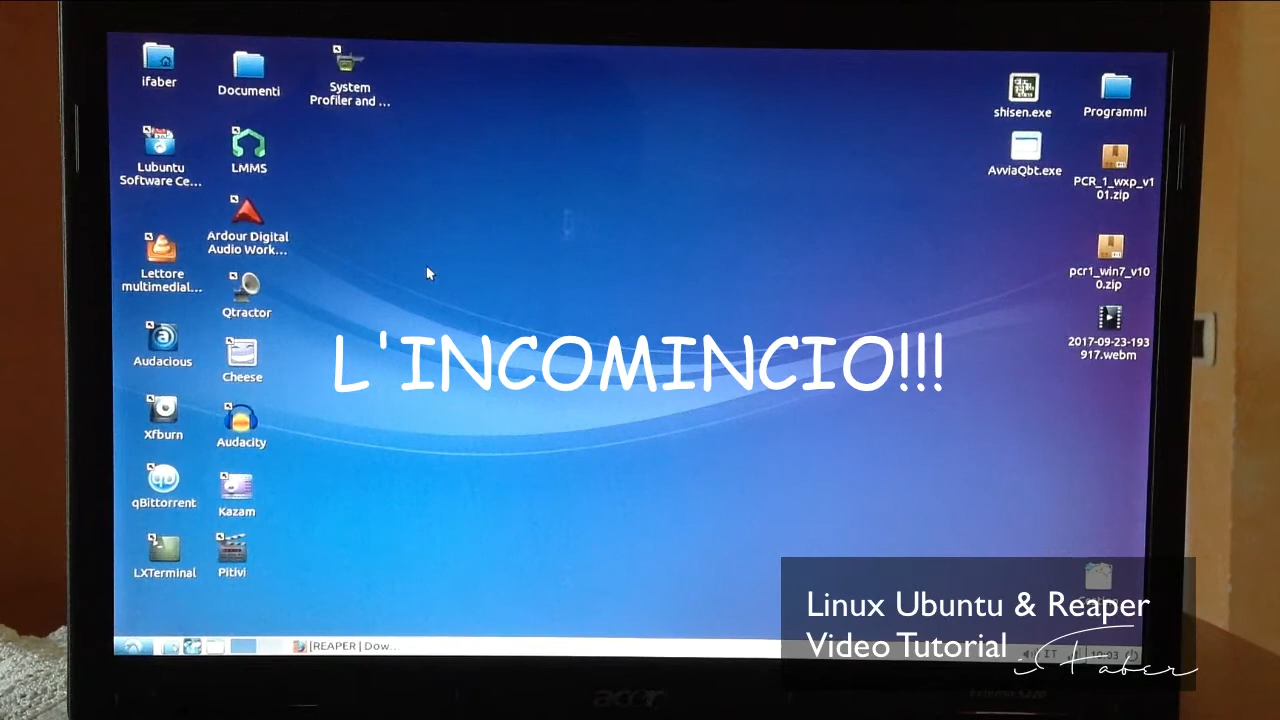 ifaber
Documenti
System
Profiler and ...
Lubuntu
Software Ce...
LMMS
Lettore
multimedial...
Ardour Digital
Audio Work...
Qtractor
Audacious
Cheese
Xfburn
Audacity
qBittorrent
Kazam
LXTerminal
Pitivi
shisen.exe
Programmi
AvviaQbt.exe
PCR_1_wxp_v1
01.zip
pcr1_win7_v10
0.zip
2017-09-23-193
917.webm
L'INCOMINCIO!!!
Linux Ubuntu & Reaper
Video Tutorial
iFaber
[REAPER | Dow...
IT
acer